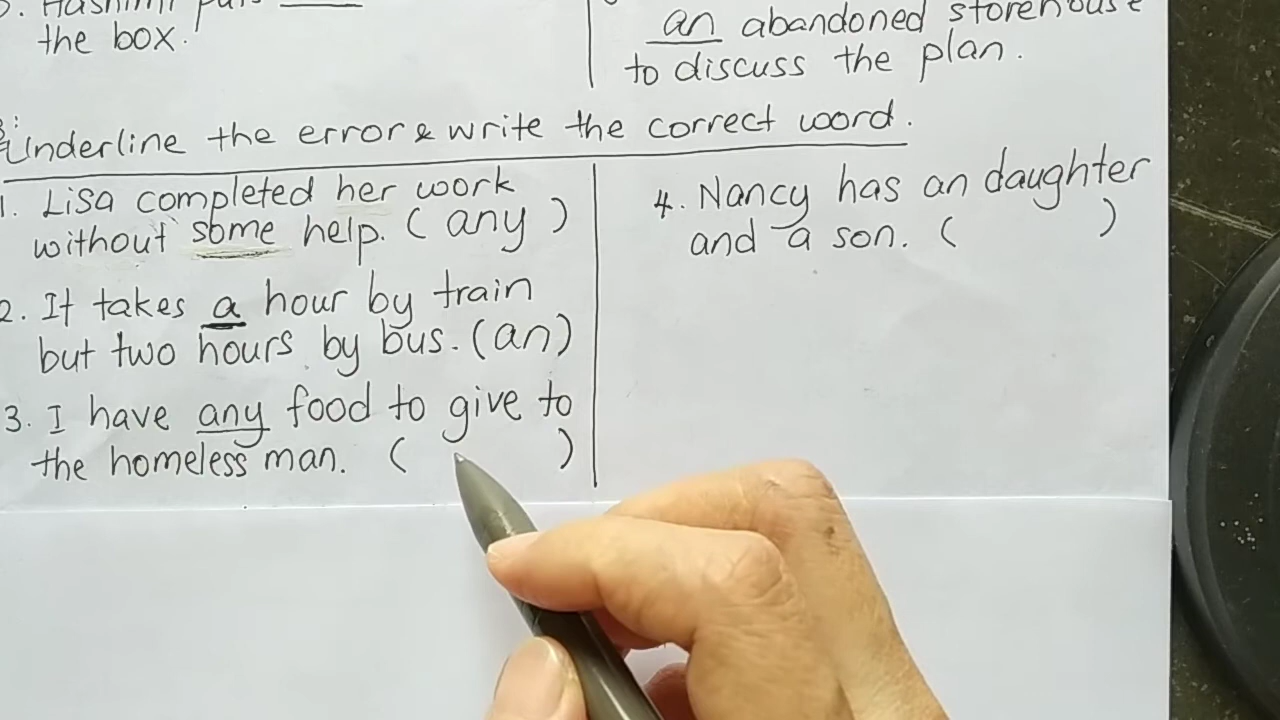 the box.
an abandoned storehouse
to discuss the plan.
Underline the error & write the correct word.
1. Lisa completed her work
without some help. ( any )
2. It takes a hour by train
but two hours by bus. (an)
3. I have any food to give to
the homeless man. ( )
4. Nancy has an daughter
and a son. ( )